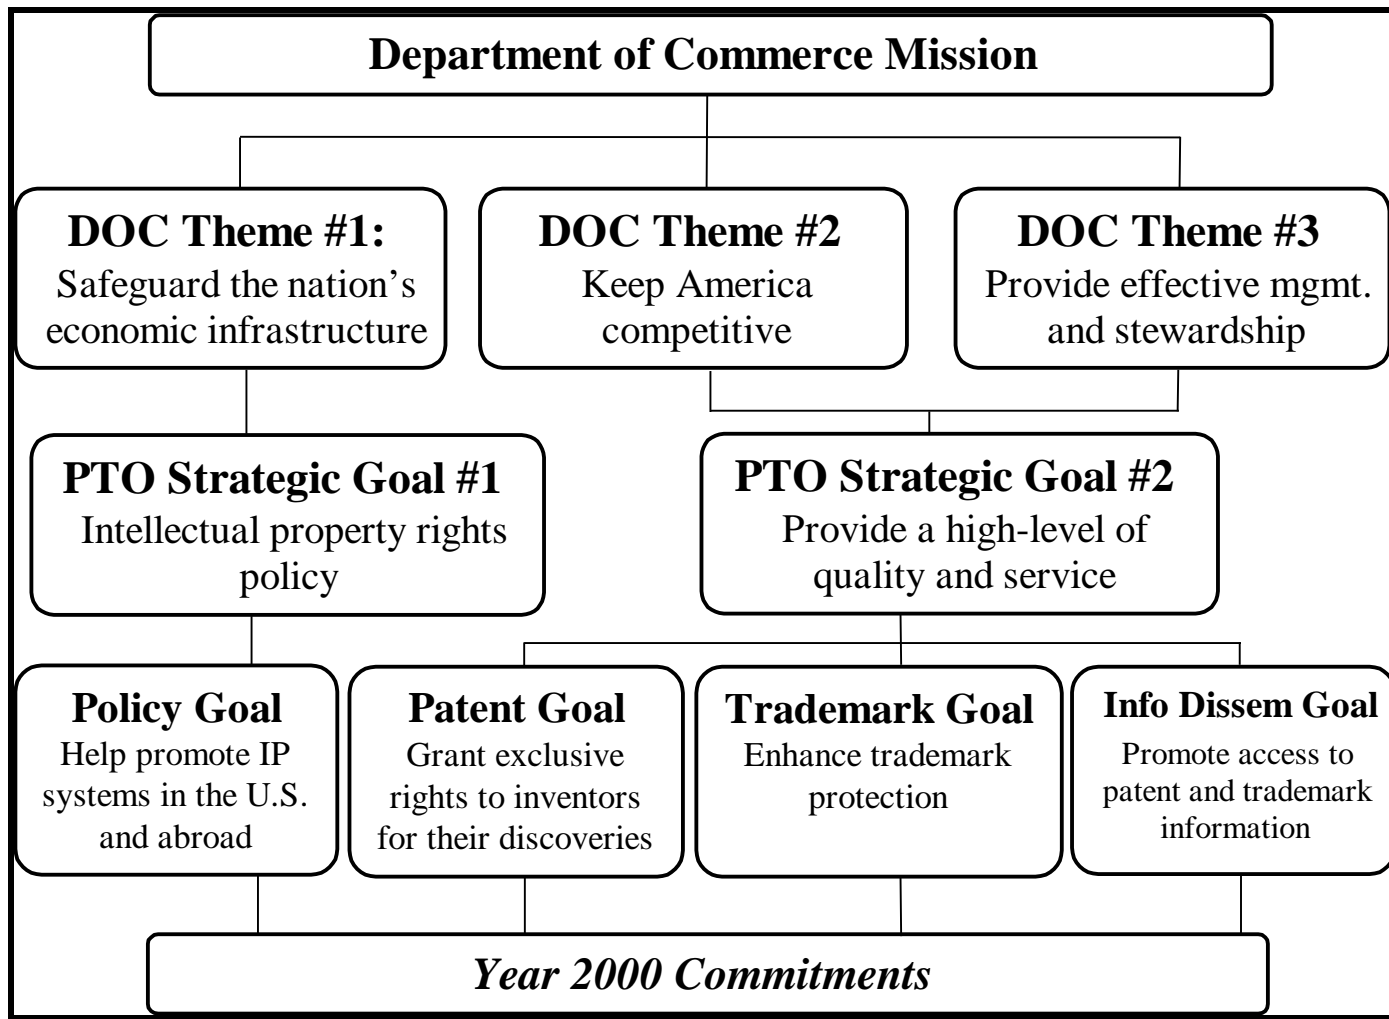 Department of Commerce Mission
DOC Theme #1:
Safeguard the nation’s
economic infrastructure
DOC Theme #2
Keep America
competitive
DOC Theme #3
Provide effective mgmt.
and stewardship
PTO Strategic Goal #1
Intellectual property rights
policy
PTO Strategic Goal #2
Provide a high-level of
quality and service
Policy Goal
Help promote IP
systems in the U.S.
and abroad
Patent Goal
Grant exclusive
rights to inventors
for their discoveries
Trademark Goal
Enhance trademark
protection
Info Dissem Goal
Promote access to
patent and trademark
information
Year 2000 Commitments